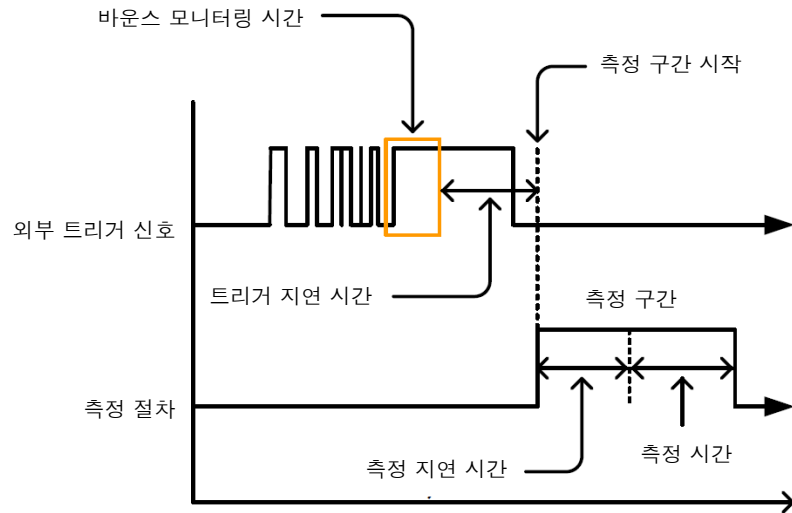 바운스 모니터링 시간
측정 구간 시작
외부 트리거 신호
트리거 지연 시간
측정 구간
측정 절차
측정 지연 시간
측정 시간